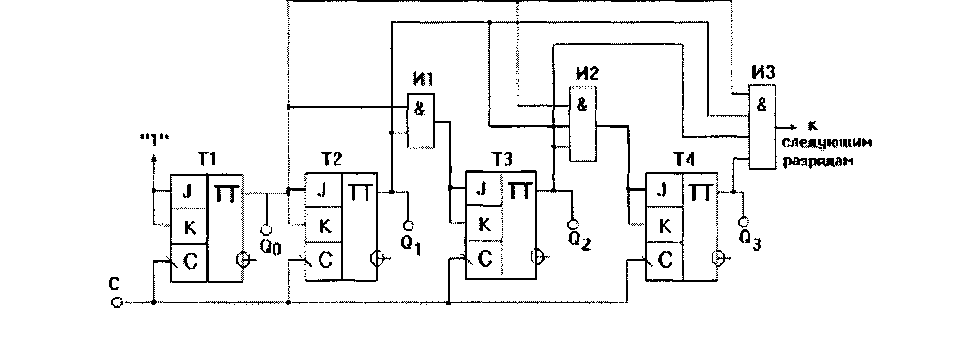 И1
И2
И3
&
&
&
"1"
к
следующим
разрядам
T1
T2
T3
T4
J
TT
J
TT
J
TT
J
TT
K
K
K
K
Q0
Q1
Q2
Q3
C
C
C
C
C